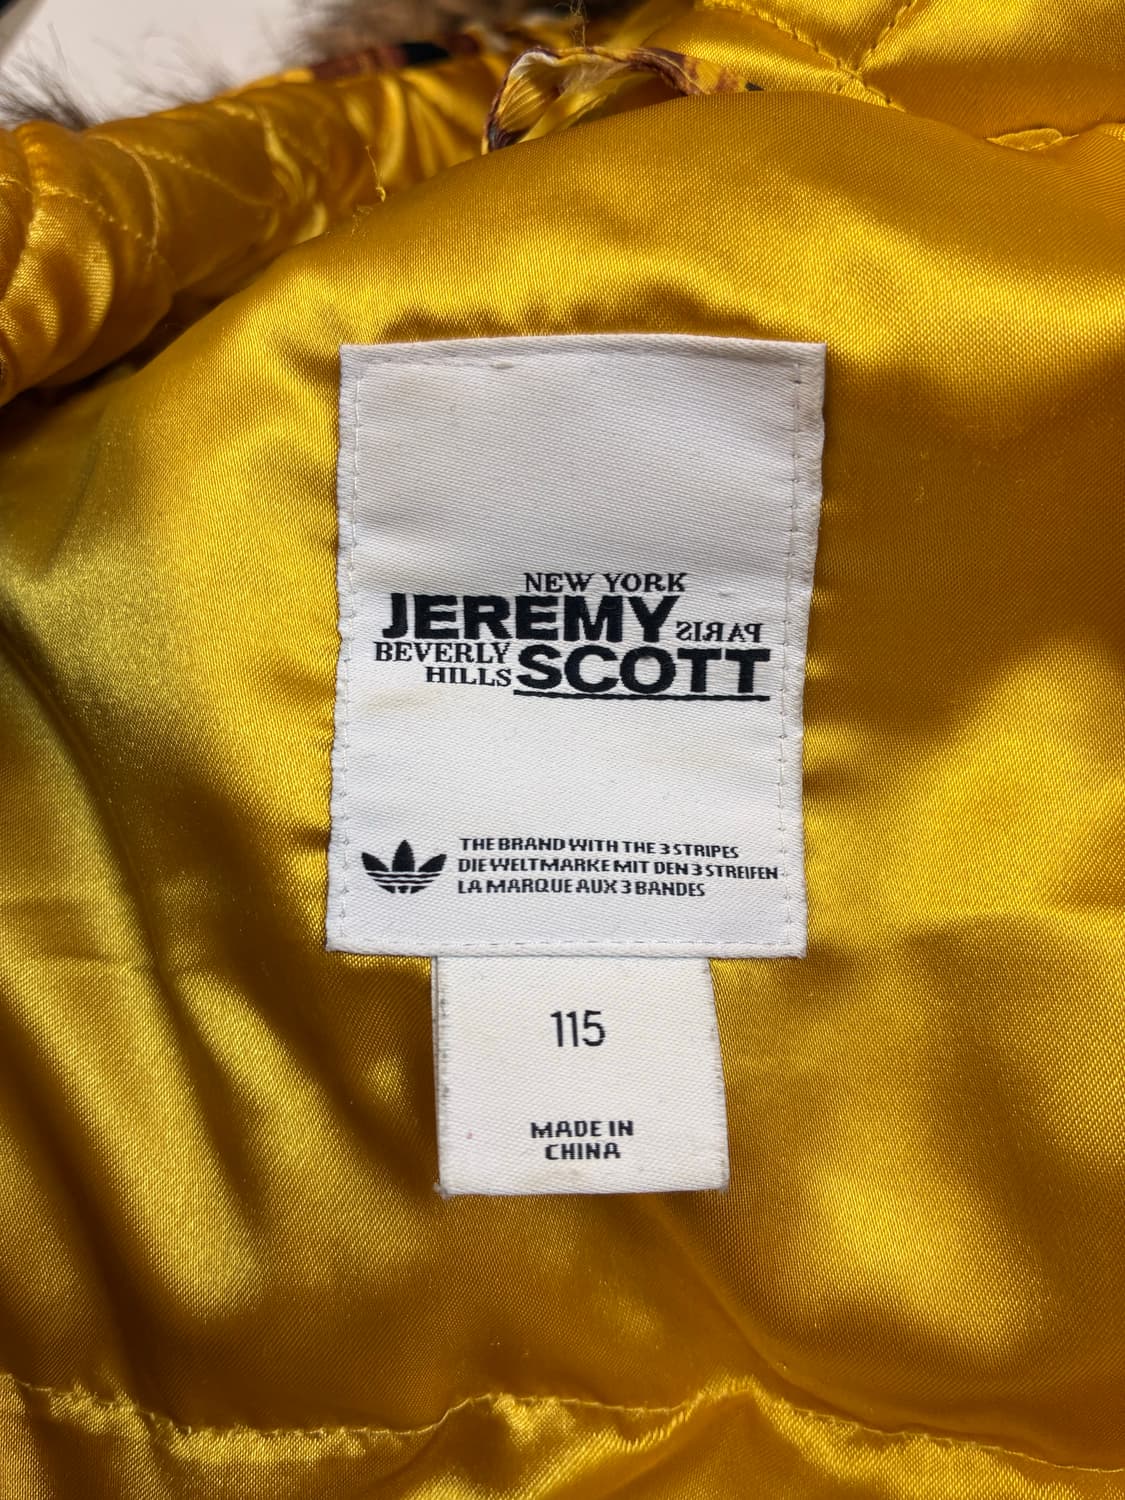 NEW YORK
JEREMY PARIS
BEVERLY HILLS SCOTT
THE BRAND WITH THE 3 STRIPES
DIE WELTMARKE MIT DEN 3 STREIFEN
LA MARQUE AUX 3 BANDES
115
MADE IN
CHINA